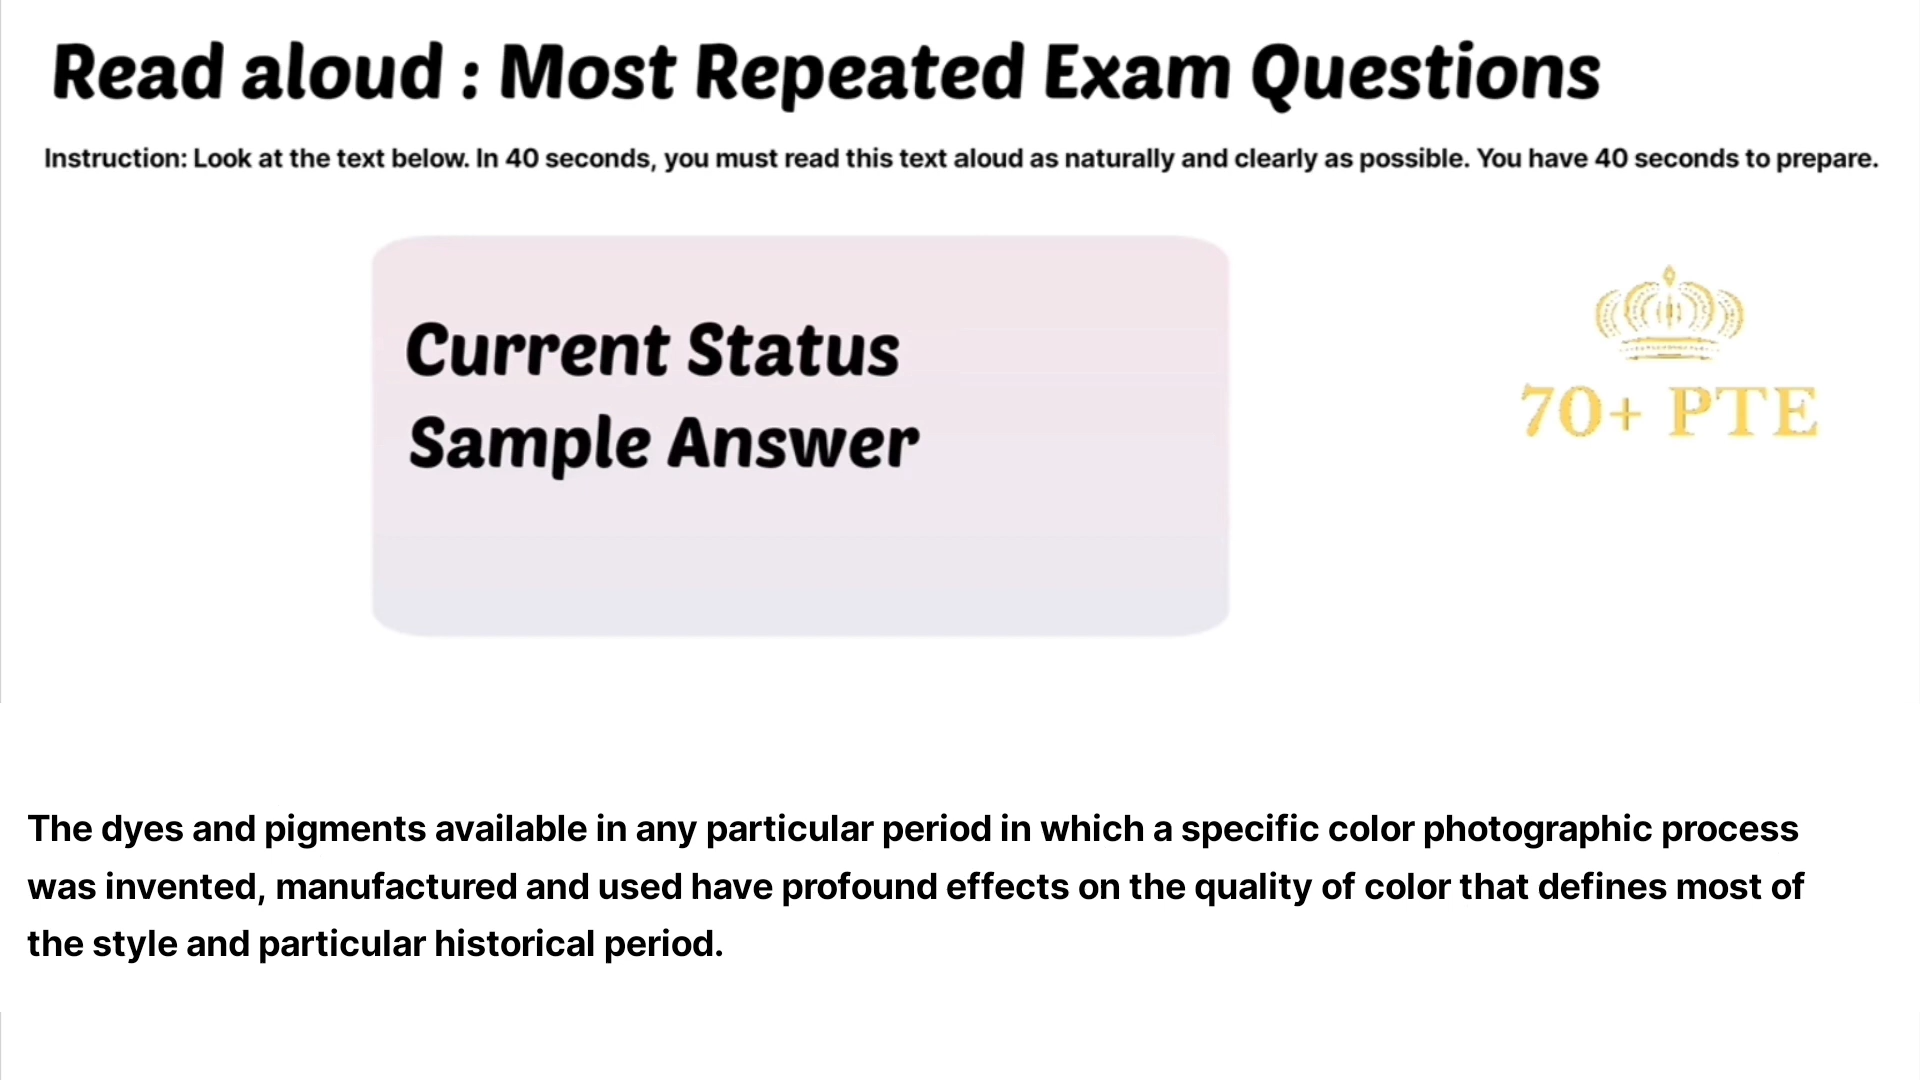 Read aloud : Most Repeated Exam Questions
Instruction: Look at the text below. In 40 seconds, you must read this text aloud as naturally and clearly as possible. You have 40 seconds to prepare.
Current Status
Sample Answer
70+ PTE
The dyes and pigments available in any particular period in which a specific color photographic process
was invented, manufactured and used have profound effects on the quality of color that defines most of
the style and particular historical period.